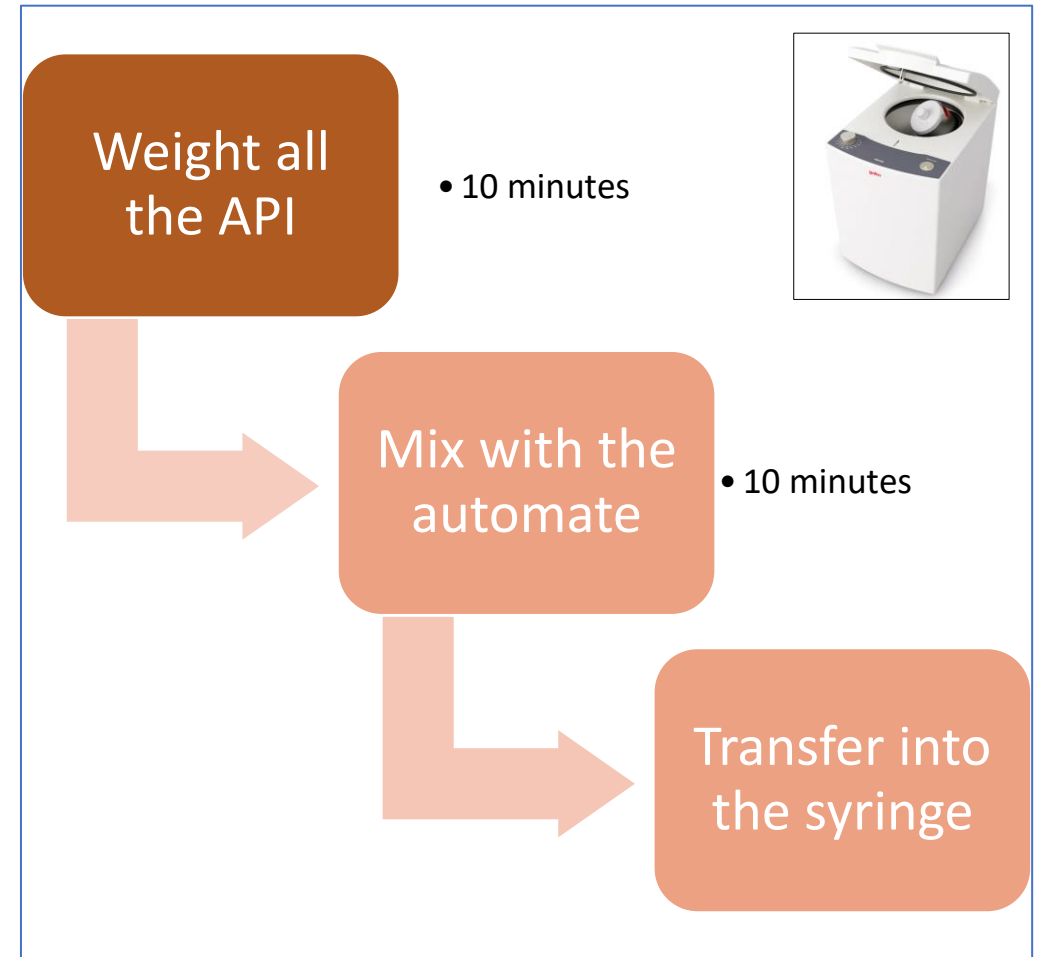 Weight all
the API
• 10 minutes
Mix with the
automate
• 10 minutes
Transfer into
the syringe